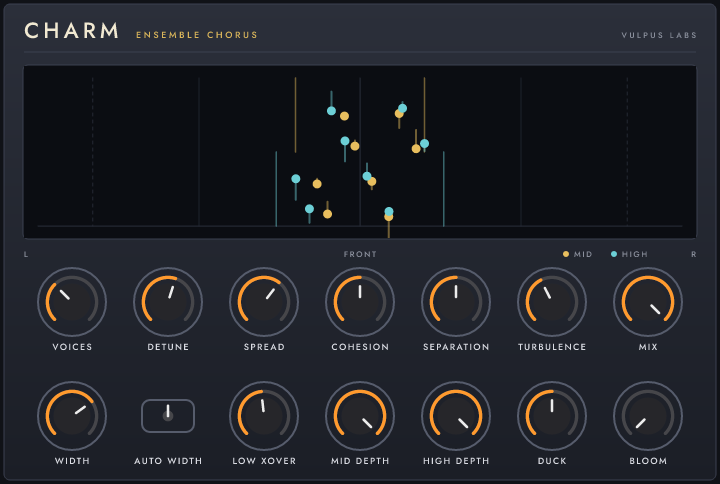 CHARM ENSEMBLE CHORUS VULPUS LABS
L FRONT MID HIGH R
VOICES DETUNE SPREAD COHESION SEPARATION TURBULENCE MIX
WIDTH AUTO WIDTH LOW XOVER MID DEPTH HIGH DEPTH DUCK BLOOM